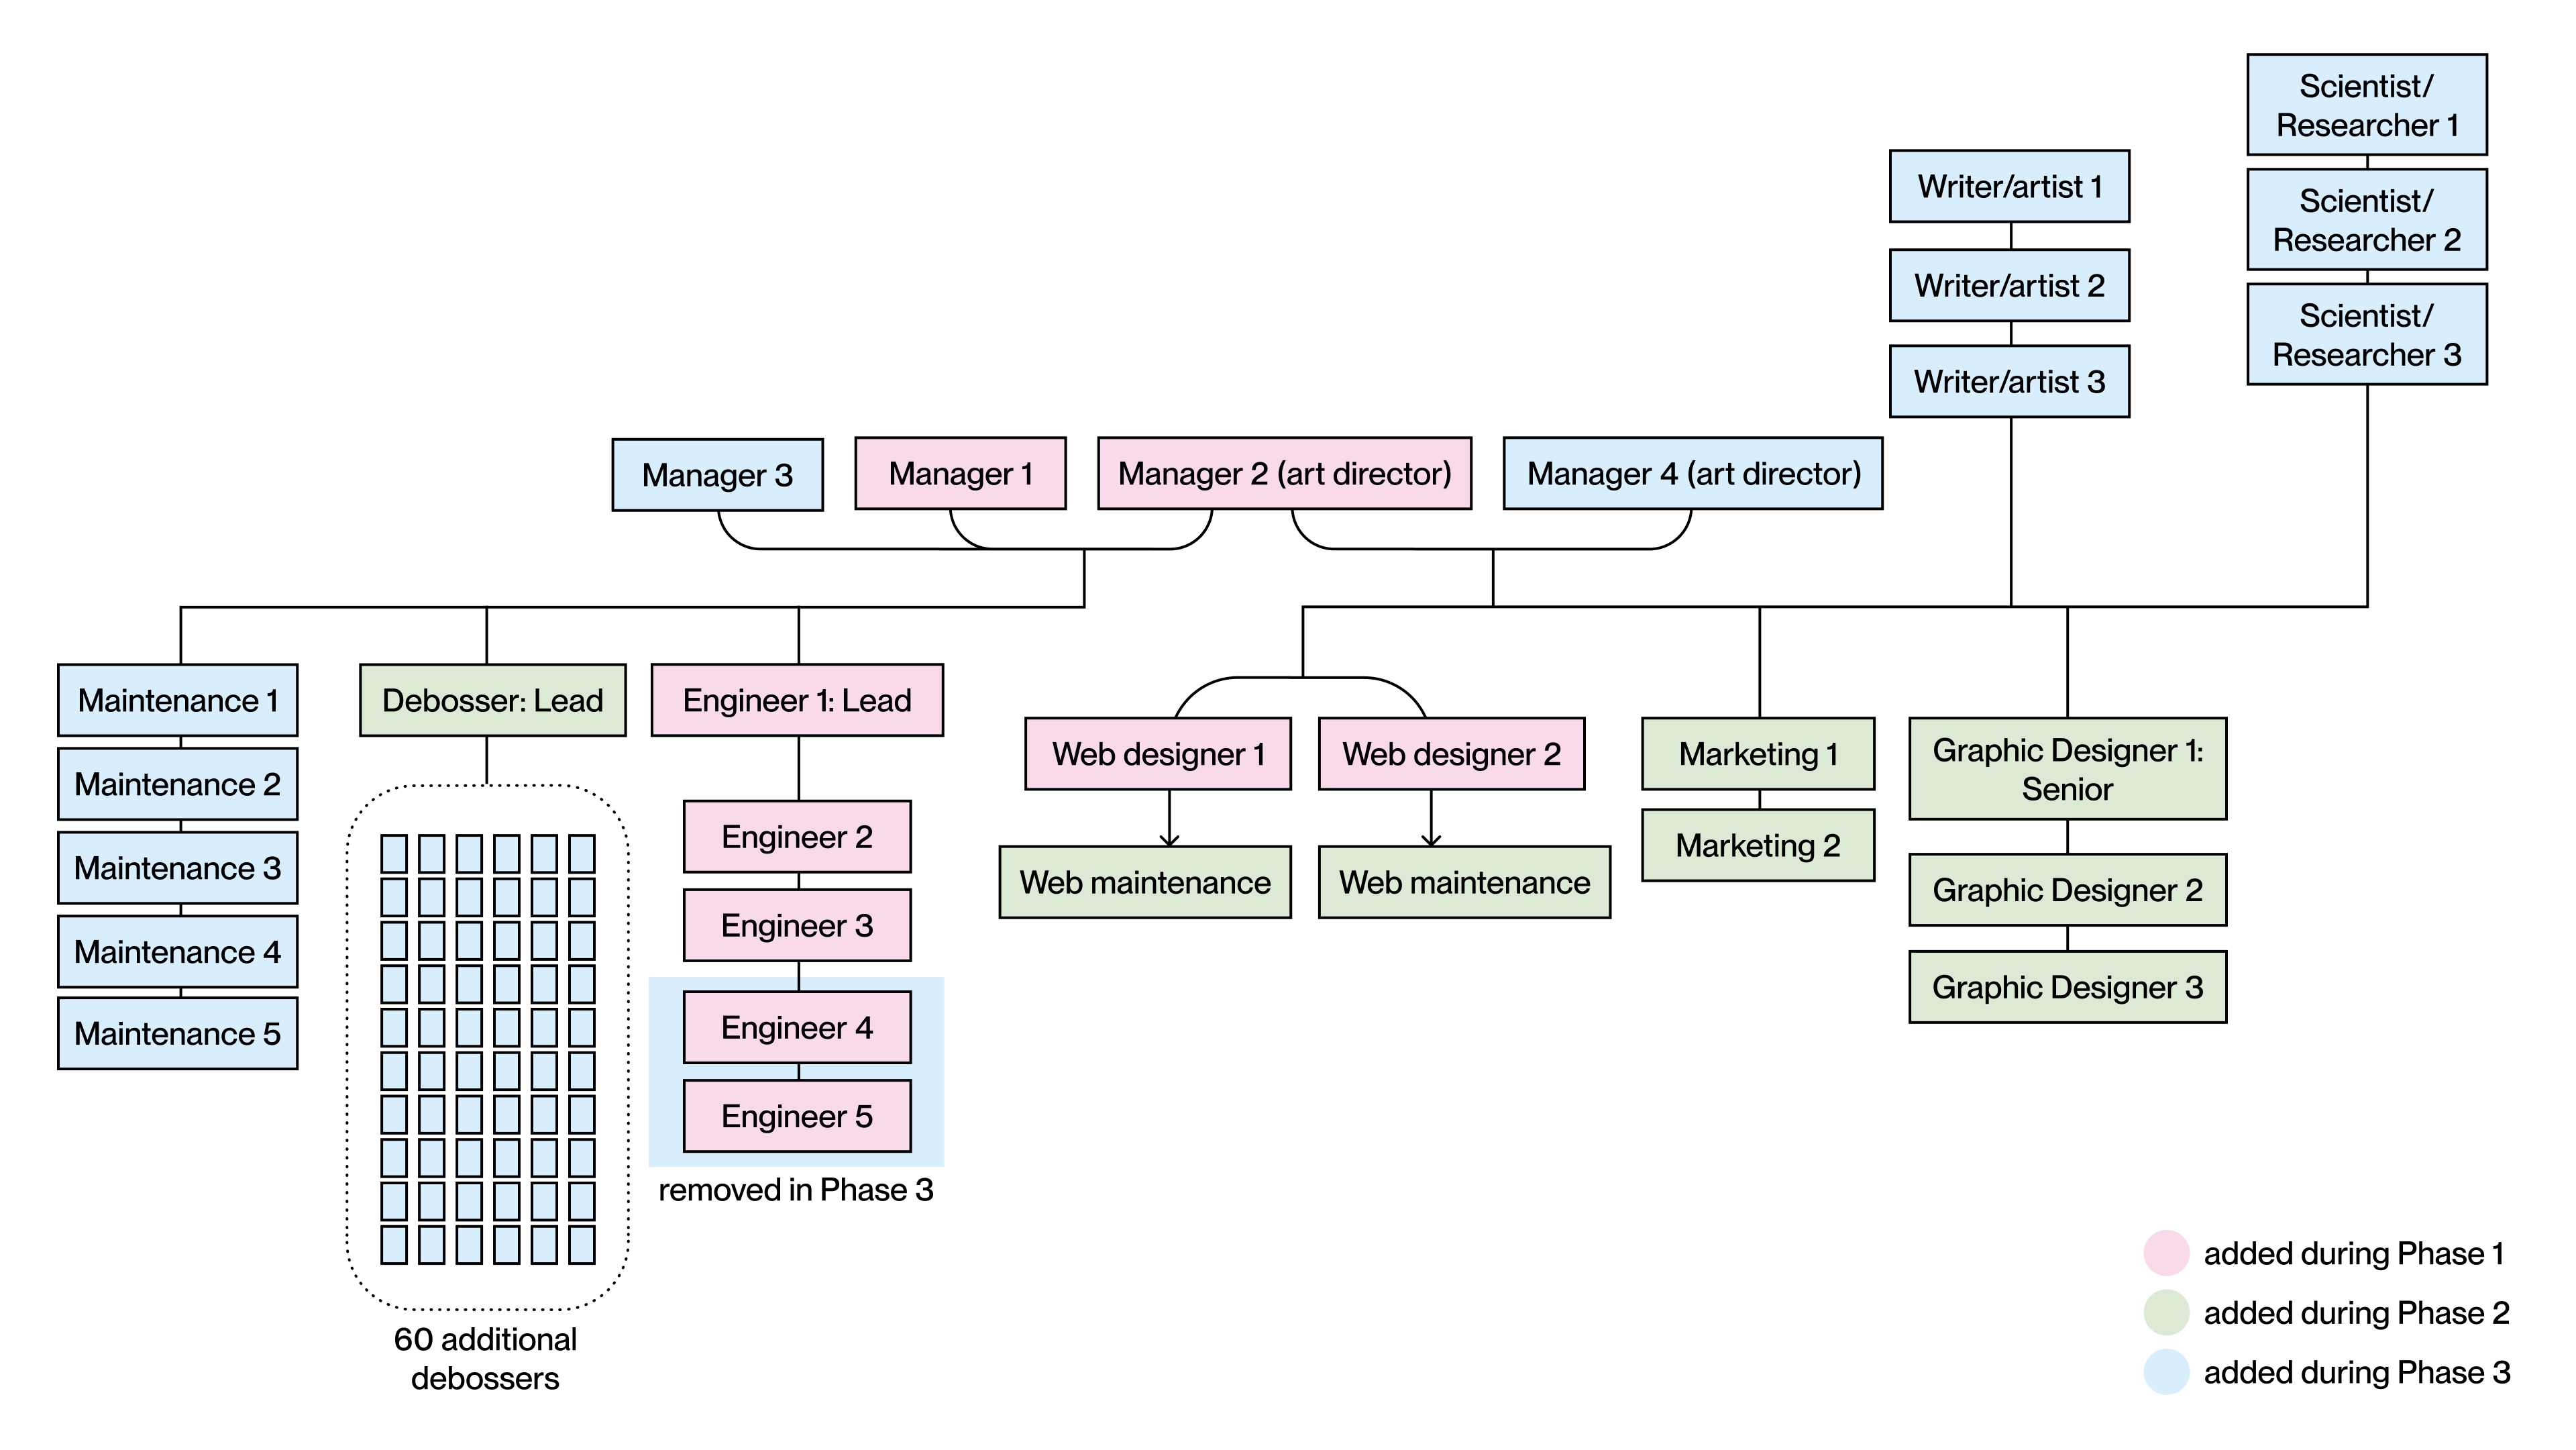 Scientist/
Researcher 1
Scientist/
Researcher 2
Scientist/
Researcher 3
Writer/artist 1
Writer/artist 2
Writer/artist 3
Manager 3
Manager 1
Manager 2 (art director)
Manager 4 (art director)
Maintenance 1
Maintenance 2
Maintenance 3
Maintenance 4
Maintenance 5
Debosser: Lead
60 additional
debossers
Engineer 1: Lead
Engineer 2
Engineer 3
Engineer 4
Engineer 5
removed in Phase 3
Web designer 1
Web maintenance
Web designer 2
Web maintenance
Marketing 1
Marketing 2
Graphic Designer 1:
Senior
Graphic Designer 2
Graphic Designer 3
added during Phase 1
added during Phase 2
added during Phase 3